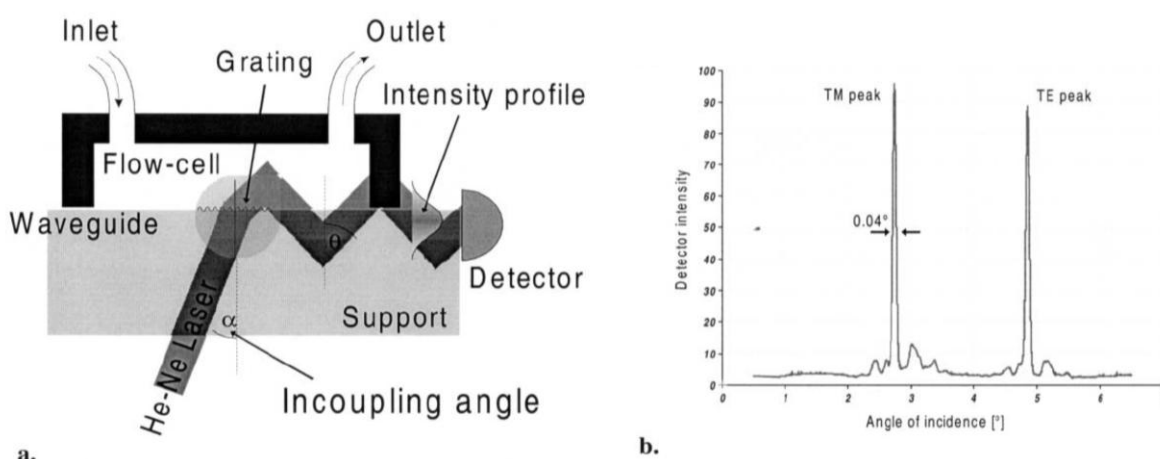 Inlet
Outlet
Grating
Intensity profile
Flow-cell
Waveguide
θ
Detector
He-Ne Laser
α
Support
Incoupling angle
a.
100
90
80
70
60
50
40
30
20
10
0
Detector intensity
TM peak
TE peak
0.04°
0
1
2
3
4
5
6
Angle of incidence [°]
b.